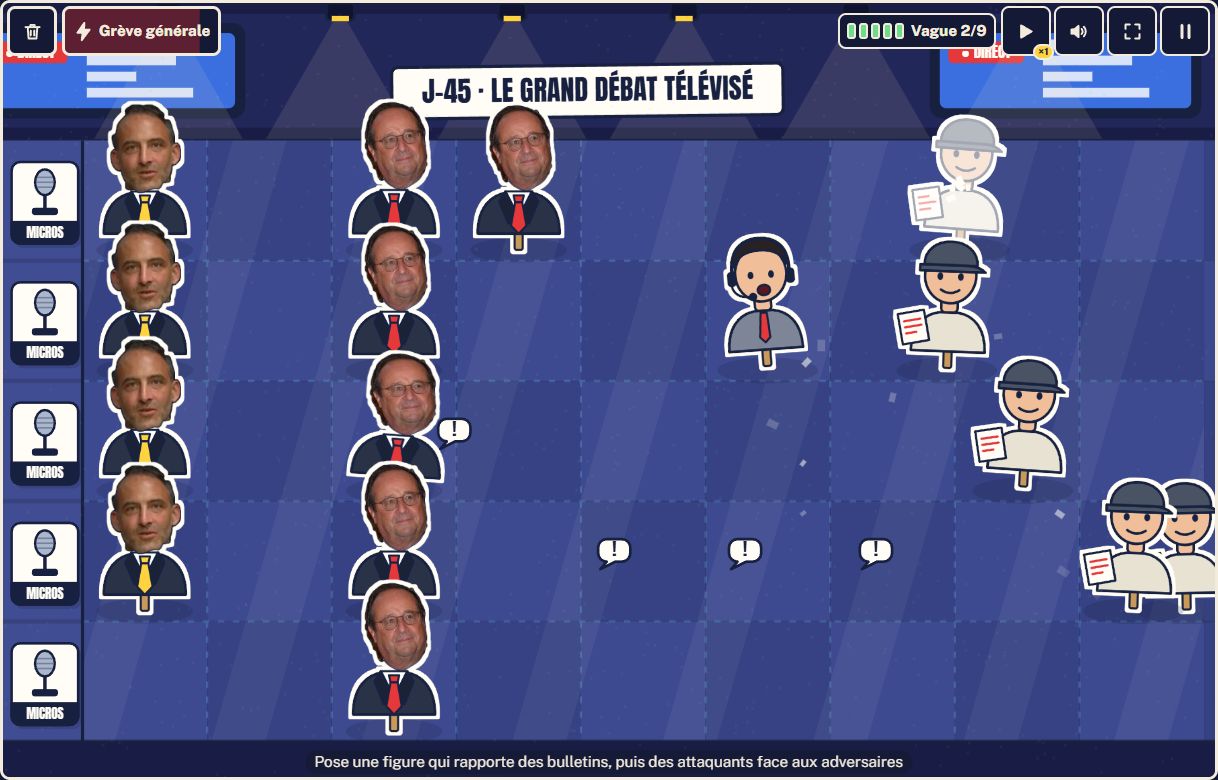 Grève générale
Vague 2/9
×1
DIRECT
DIRECT
J-45 · LE GRAND DÉBAT TÉLÉVISÉ
MICROS
MICROS
!
MICROS
! ! !
MICROS
MICROS
Pose une figure qui rapporte des bulletins, puis des attaquants face aux adversaires